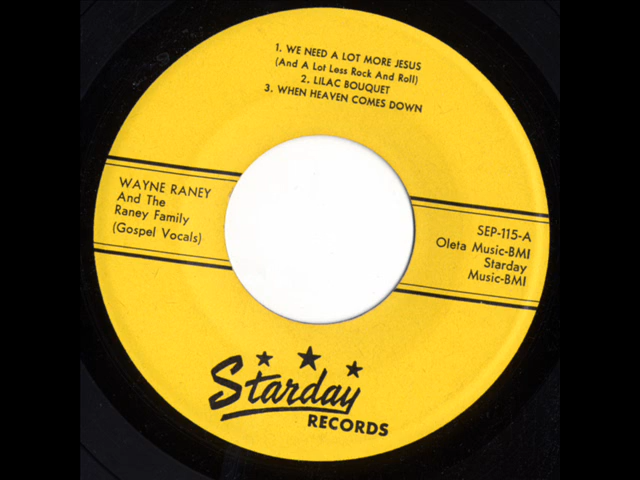 1. WE NEED A LOT MORE JESUS
(And A Lot Less Rock And Roll)
2. LILAC BOUQUET
3. WHEN HEAVEN COMES DOWN
WAYNE RANEY
And The
Raney Family
(Gospel Vocals)
SEP-115-A
Oleta Music-BMI
Starday
Music-BMI
Starday
RECORDS